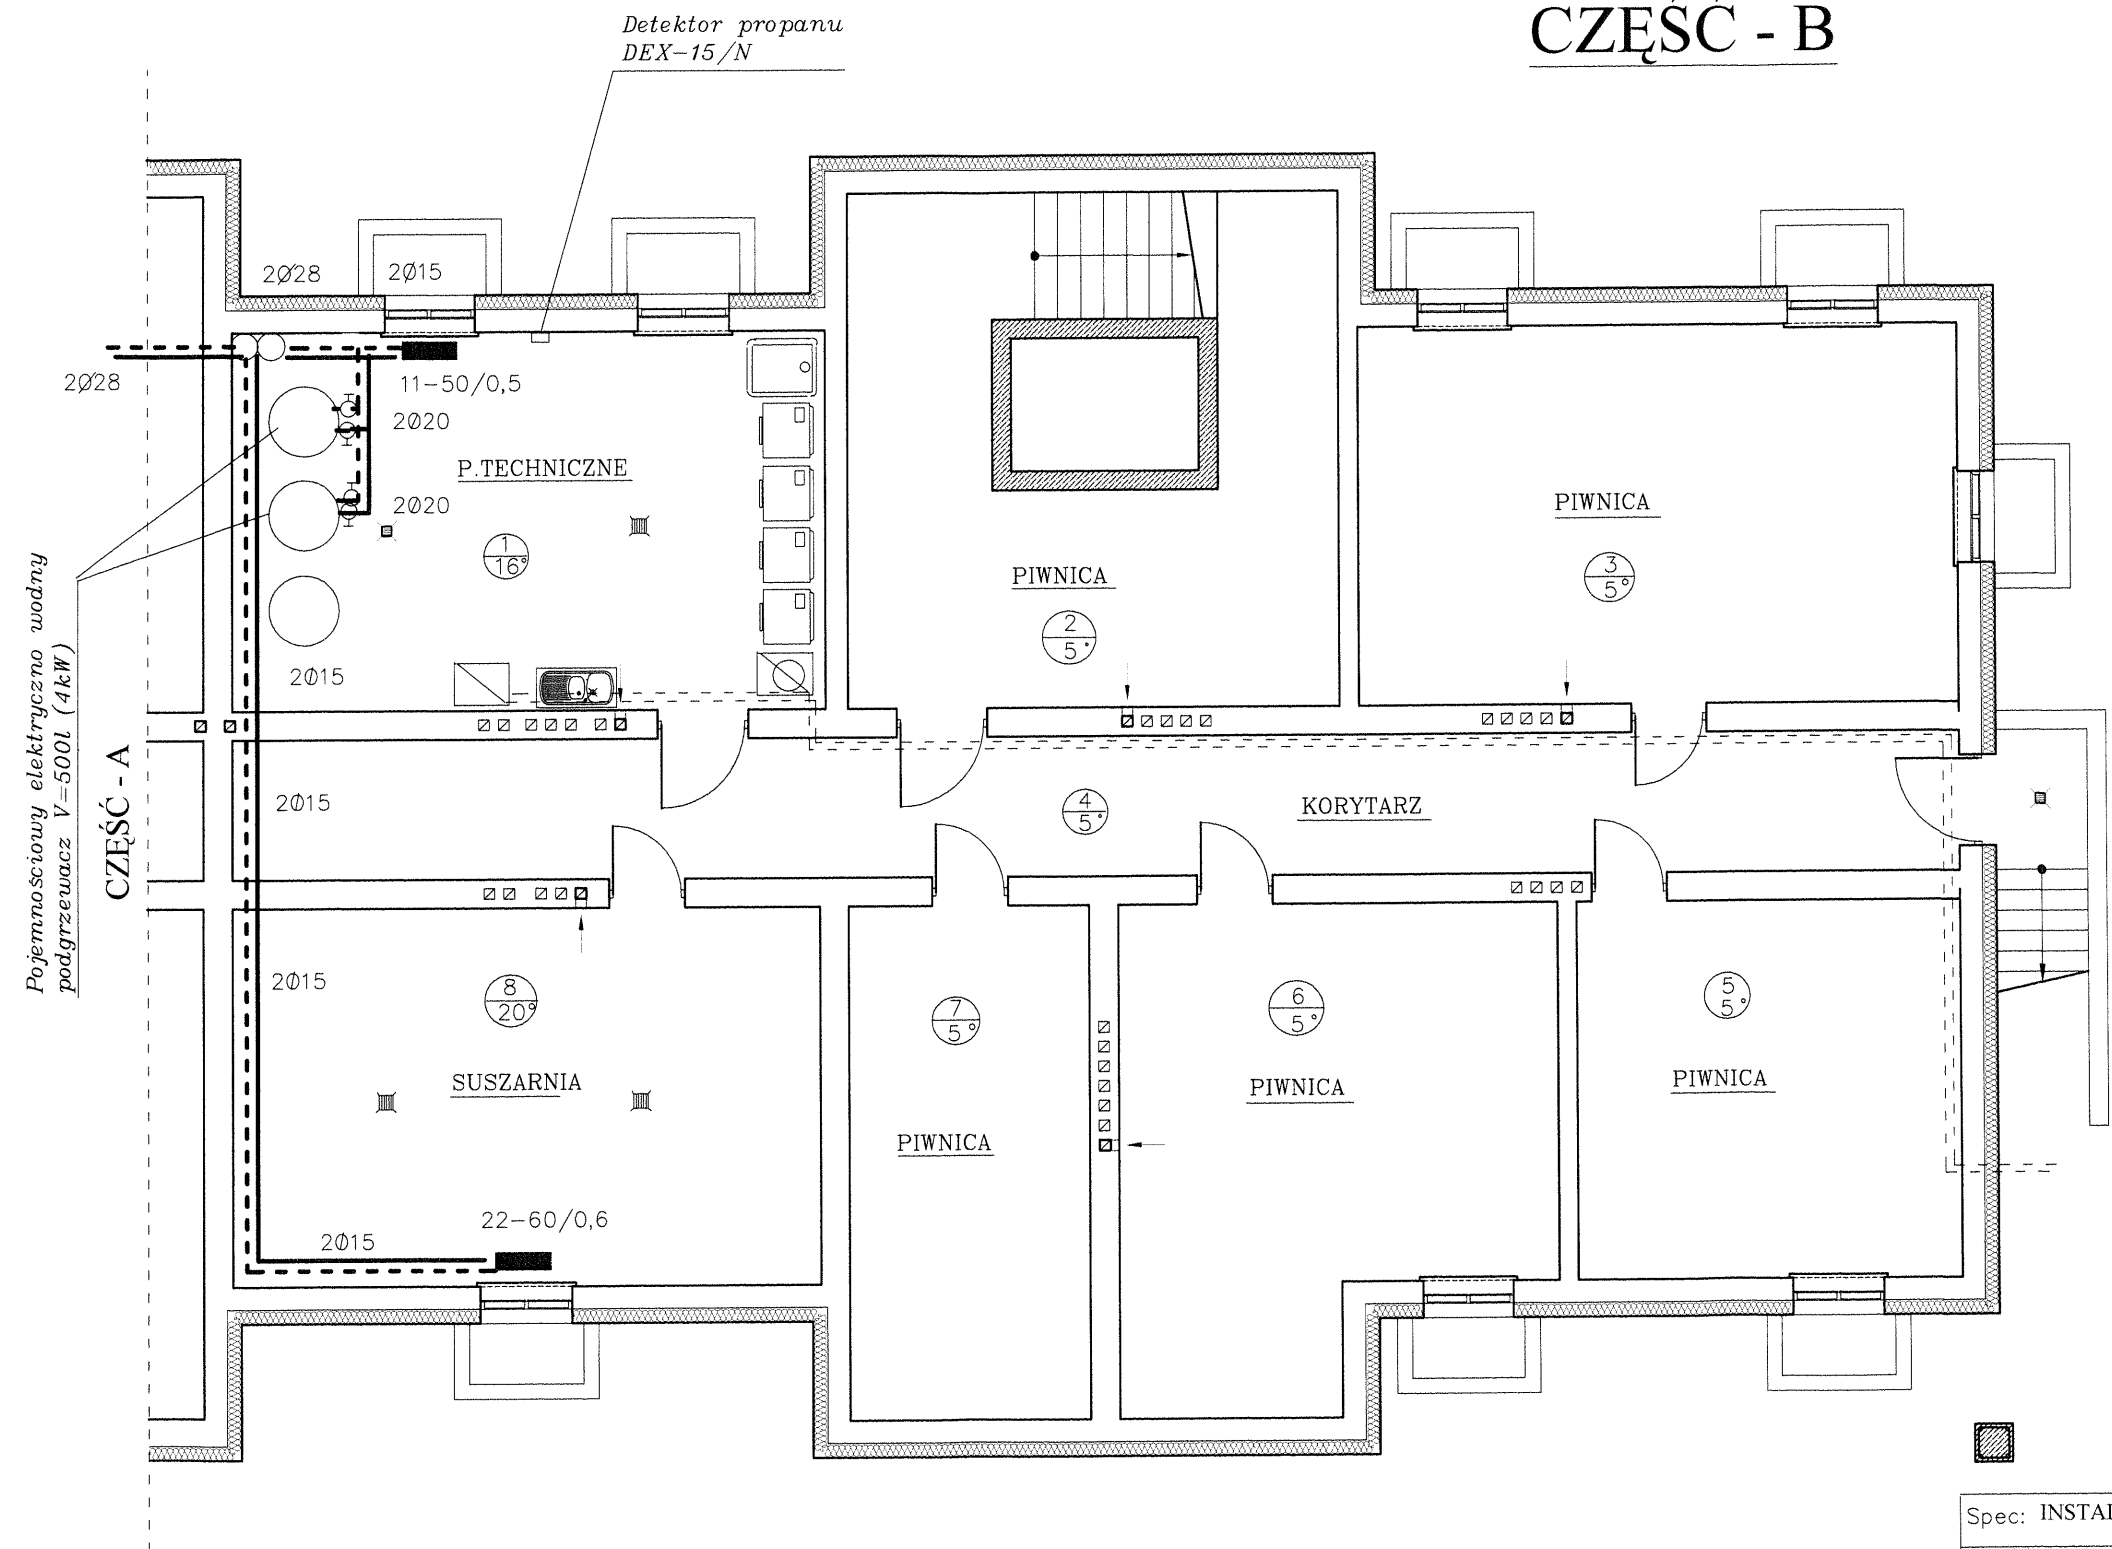 Detektor propanu
DEX-15/N
CZĘŚĆ - B
2Ø28
2Ø15
2Ø28
11-50/0,5
2Ø20
P.TECHNICZNE
2Ø20
1
16°
2Ø15
PIWNICA
2
5°
PIWNICA
3
5°
Pojemnościowy elektryczno wodny
podgrzewacz V=500l (4kW)
CZĘŚĆ - A
2Ø15
4
5°
KORYTARZ
2Ø15
8
20°
SUSZARNIA
7
5°
PIWNICA
6
5°
PIWNICA
5
5°
PIWNICA
22-60/0,6
2Ø15
Spec: